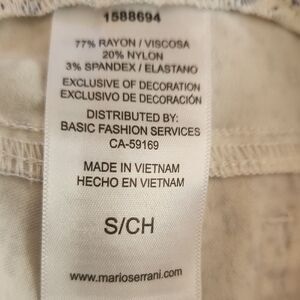 1588694
77% RAYON / VISCOSA
20% NYLON
3% SPANDEX / ELASTANO
EXCLUSIVE OF DECORATION
EXCLUSIVO DE DECORACIÓN
DISTRIBUTED BY:
BASIC FASHION SERVICES
CA-59169
MADE IN VIETNAM
HECHO EN VIETNAM
S/CH
www.marioserrani.com